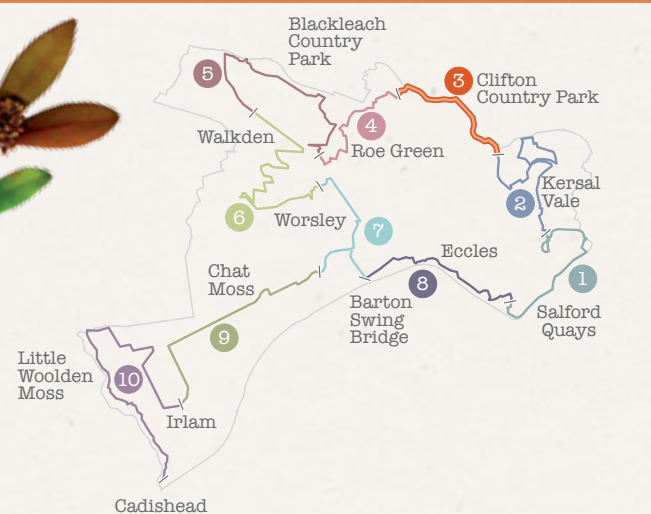 Blackleach
Country
Park
5
3 Clifton
Country Park
4
Walkden
Roe Green
Kersal
Vale
2
6
Worsley
7
Eccles
Chat
Moss
8
1
Barton
Swing
Bridge
Salford
Quays
9
Little
Woolden
Moss
10
Irlam
Cadishead